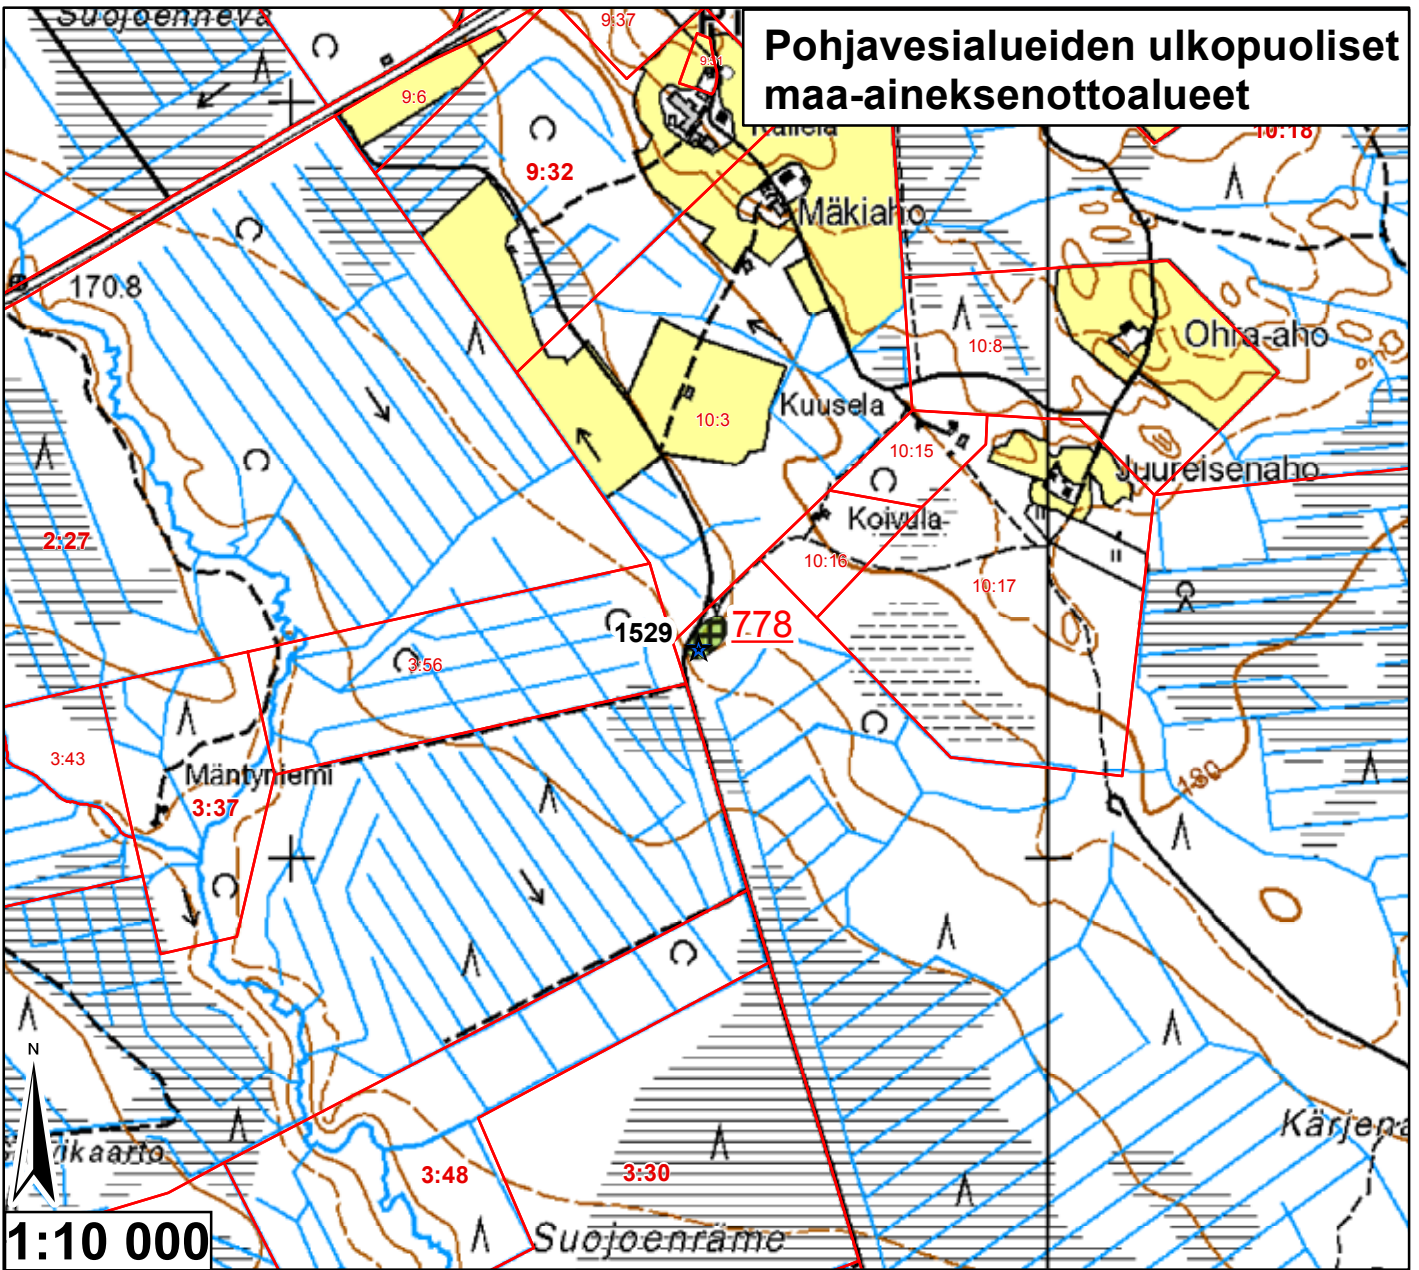 Pohjavesialueiden ulkopuoliset
maa-aineksenottoalueet
Suojoenneva
9:37
9:6
9:32
10:18
Mäkiaho
170.8
10:8
Ohra-aho
Kuusela
10:3
10:15
Juureisenaho
Koivula
2:27
10:16
10:17
1529
778
3:56
3:43
Mäntyniemi
3:37
180
N
Kärjena
3:48
3:30
Suojoenräme
1:10 000